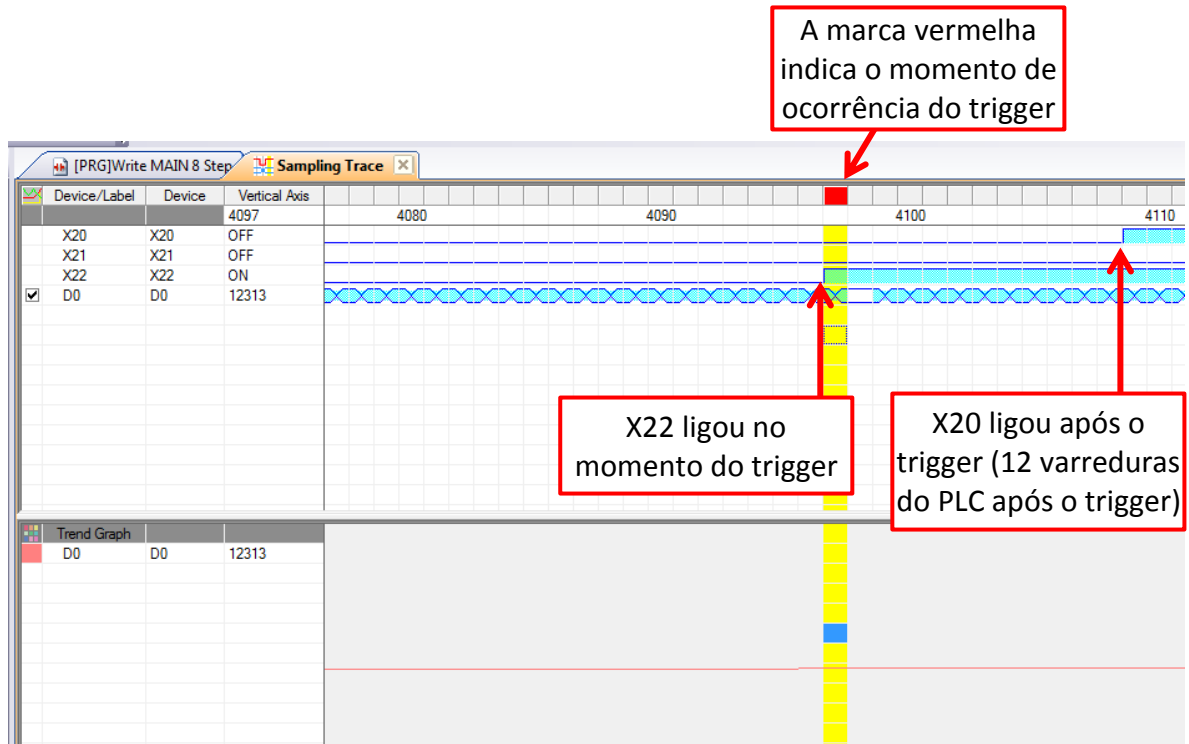 A marca vermelha
indica o momento de
ocorrência do trigger
[PRG]Write MAIN 8 Step
Sampling Trace
Device/Label Device Vertical Axis
4097 4080 4090 4100 4110
X20 X20 OFF
X21 X21 OFF
X22 X22 ON
D0 D0 12313
X22 ligou no
momento do trigger
X20 ligou após o
trigger (12 varreduras
do PLC após o trigger)
Trend Graph
D0 D0 12313